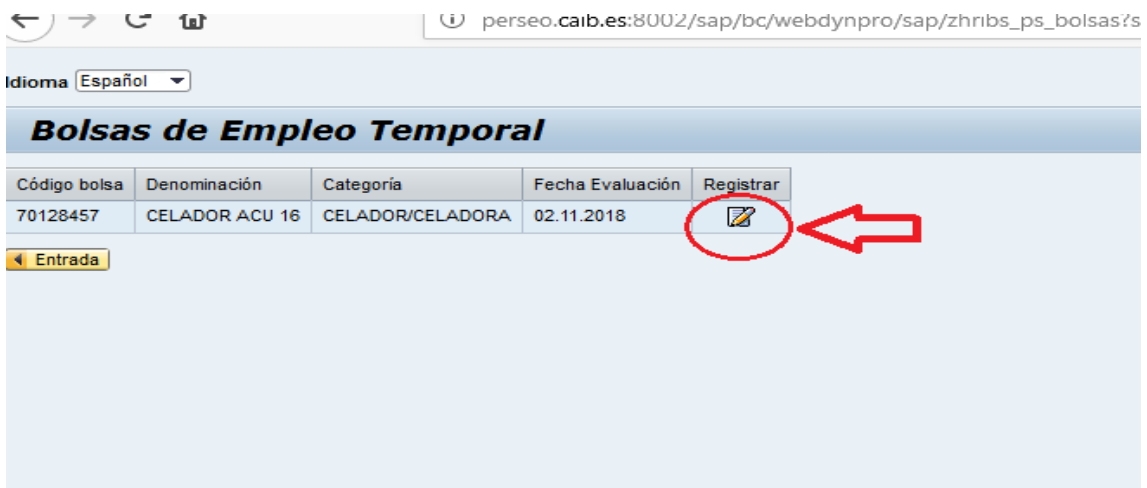 perseo.caib.es:8002/sap/bc/webdynpro/sap/zhribs_ps_bolsas?s
Idioma Español
Bolsas de Empleo Temporal
Código bolsa Denominación Categoría Fecha Evaluación Registrar
70128457 CELADOR ACU 16 CELADOR/CELADORA 02.11.2018
Entrada